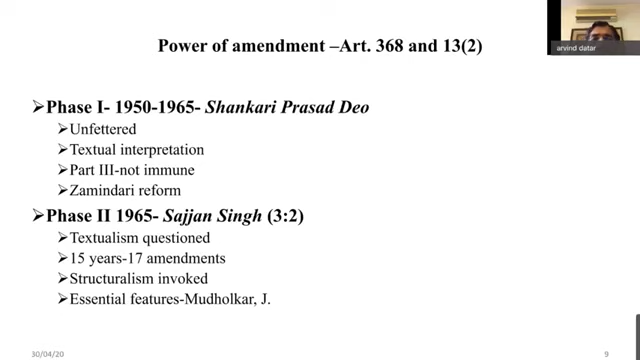 arvind datar
Power of amendment –Art. 368 and 13(2)
➢Phase I- 1950-1965- Shankari Prasad Deo
➢Unfettered
➢Textual interpretation
➢Part III-not immune
➢Zamindari reform
➢Phase II 1965- Sajjan Singh (3:2)
➢Textualism questioned
➢15 years-17 amendments
➢Structuralism invoked
➢Essential features-Mudholkar, J.
30/04/20
9